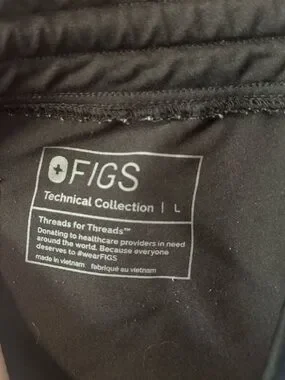 FIGS
Technical Collection | L
Threads for Threads™
Donating to healthcare providers in need
around the world. Because everyone
deserves to #wearFIGS
made in vietnam fabriqué au vietnam